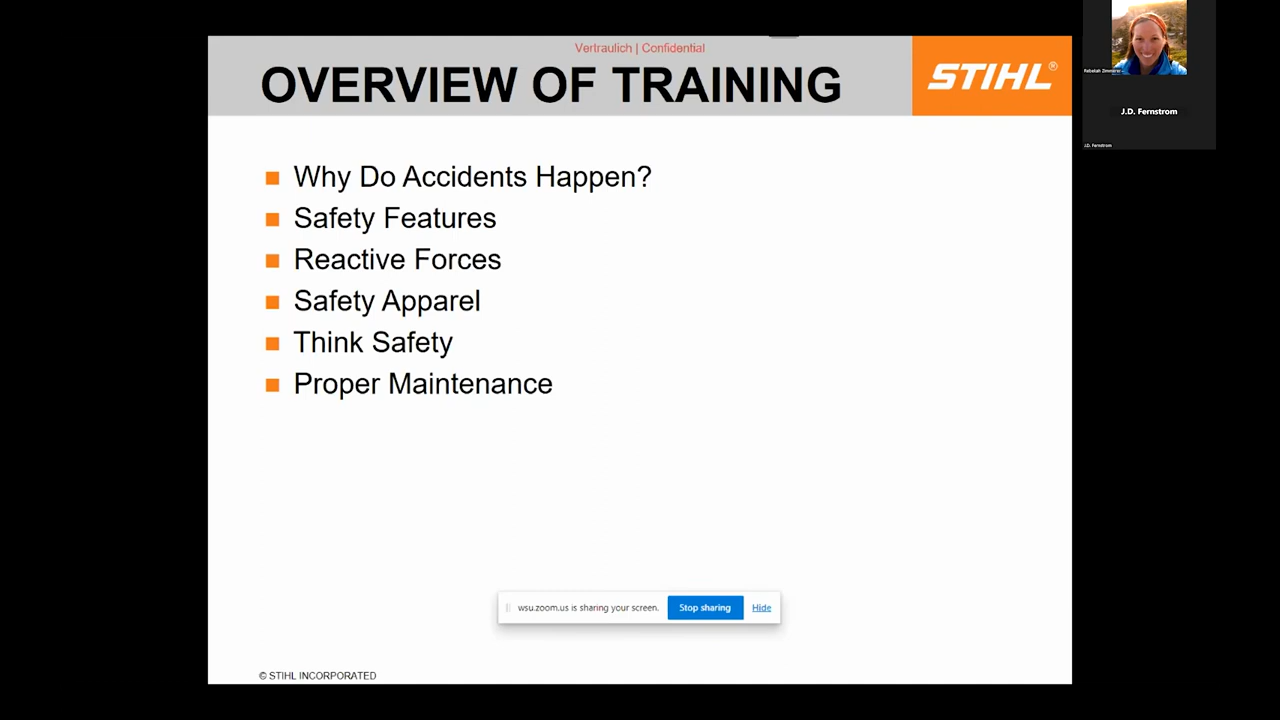 Vertraulich | Confidential
OVERVIEW OF TRAINING
STIHL®
Why Do Accidents Happen?
Safety Features
Reactive Forces
Safety Apparel
Think Safety
Proper Maintenance
wsu.zoom.us is sharing your screen. Stop sharing Hide
© STIHL INCORPORATED
J.D. Fernstrom
J.D. Fernstrom